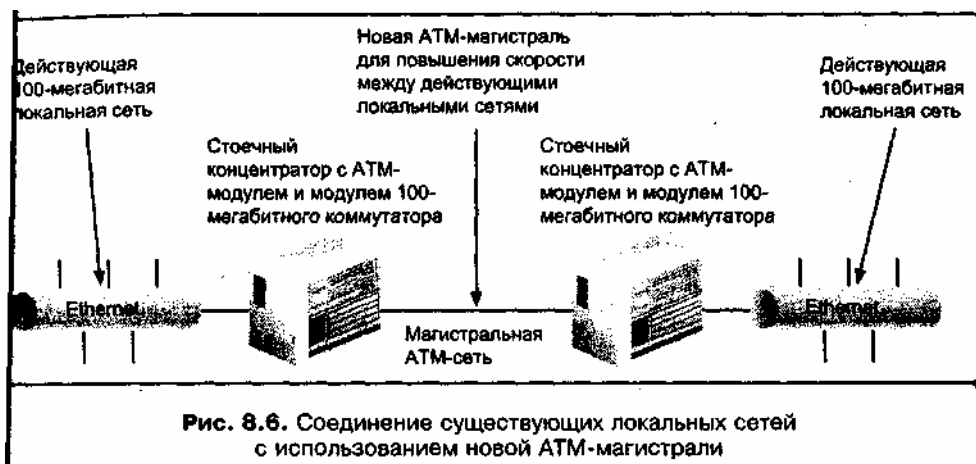 Действующая
100-мегабитная
локальная сеть
Новая АТМ-магистраль
для повышения скорости
между действующими
локальными сетями
Действующая
100-мегабитная
локальная сеть
Стоечный
концентратор с АТМ-
модулем и модулем 100-
мегабитного коммутатора
Стоечный
концентратор с АТМ-
модулем и модулем 100-
мегабитного коммутатора
Ethernet
Магистральная
АТМ-сеть
Ethernet
Рис. 8.6. Соединение существующих локальных сетей
с использованием новой АТМ-магистрали